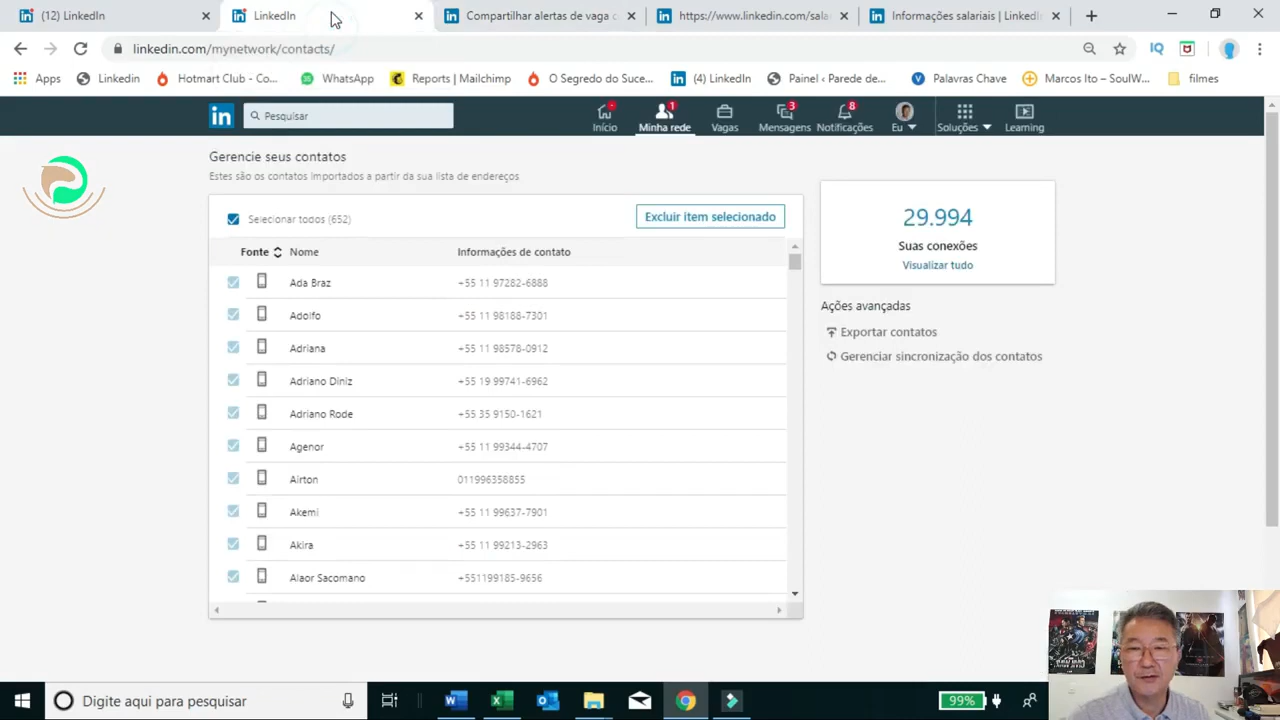 (12) LinkedIn
LinkedIn
Compartilhar alertas de vaga c
https://www.linkedin.com/sala
Informações salariais | LinkedIn
linkedin.com/mynetwork/contacts/
Apps
Linkedin
Hotmart Club - Co...
WhatsApp
Reports | Mailchimp
O Segredo do Suce...
(4) LinkedIn
Painel ‹ Parede de...
Palavras Chave
Marcos Ito – SoulW...
filmes
Pesquisar
Início
1
Minha rede
Vagas
3
Mensagens
8
Notificações
Eu
Soluções
Learning
Gerencie seus contatos
Estes são os contatos importados a partir da sua lista de endereços
Selecionar todos (652)
Excluir item selecionado
Fonte Nome Informações de contato
Ada Braz +55 11 97282-6888
Adolfo +55 11 98188-7301
Adriana +55 11 98578-0912
Adriano Diniz +55 19 99741-6962
Adriano Rode +55 35 9150-1621
Agenor +55 11 99344-4707
Airton 011996358855
Akemi +55 11 99637-7901
Akira +55 11 99213-2963
Alaor Sacomano +551199185-9656
29.994
Suas conexões
Visualizar tudo
Ações avançadas
Exportar contatos
Gerenciar sincronização dos contatos
Digite aqui para pesquisar
99%